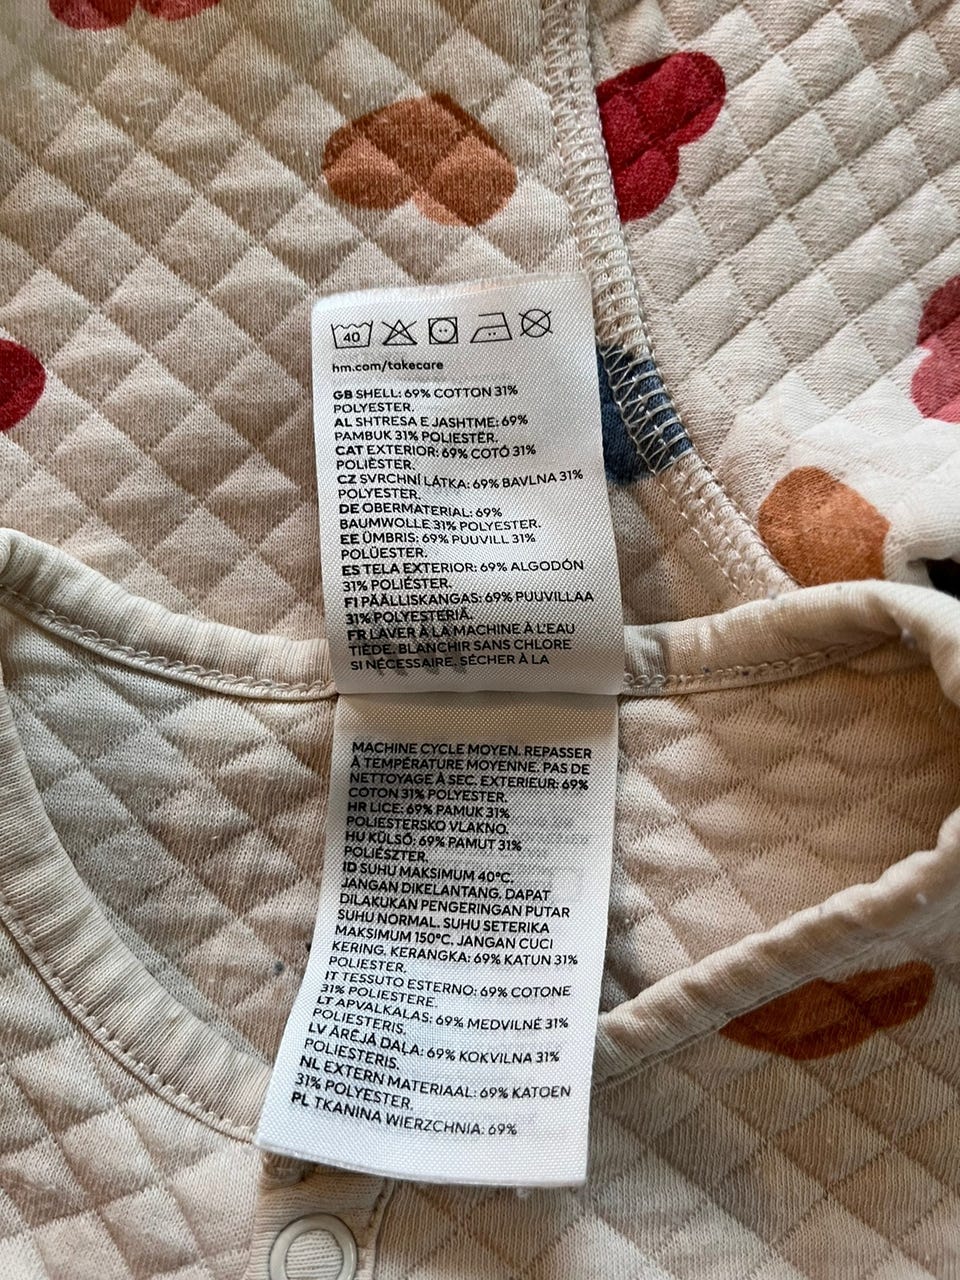 40
hm.com/takecare
GB SHELL: 69% COTTON 31%
POLYESTER.
AL SHTRESA E JASHTME: 69%
PAMBUK 31% POLIESTËR.
CAT EXTERIOR: 69% COTÓ 31%
POLIÈSTER.
CZ SVRCHNÍ LÁTKA: 69% BAVLNA 31%
POLYESTER.
DE OBERMATERIAL: 69%
BAUMWOLLE 31% POLYESTER.
EE ÜMBRIS: 69% PUUVILL 31%
POLÜESTER.
ES TELA EXTERIOR: 69% ALGODÓN
31% POLIÉSTER.
FI PÄÄLLISKANGAS: 69% PUUVILLAA
31% POLYESTERIÄ.
FR LAVER À LA MACHINE À L'EAU
TIÈDE. BLANCHIR SANS CHLORE
SI NÉCESSAIRE. SÉCHER À LA
MACHINE CYCLE MOYEN. REPASSER
À TEMPÉRATURE MOYENNE. PAS DE
NETTOYAGE À SEC. EXTERIEUR: 69%
COTON 31% POLYESTER.
HR LICE: 69% PAMUK 31%
POLIESTERSKO VLAKNO.
HU KÜLSŐ: 69% PAMUT 31%
POLIÉSZTER.
ID SUHU MAKSIMUM 40°C.
JANGAN DIKELANTANG. DAPAT
DILAKUKAN PENGERINGAN PUTAR
SUHU NORMAL. SUHU SETERIKA
MAKSIMUM 150°C. JANGAN CUCI
KERING. KERANGKA: 69% KATUN 31%
POLIESTER.
IT TESSUTO ESTERNO: 69% COTONE
31% POLIESTERE.
LT APVALKALAS: 69% MEDVILNĖ 31%
POLIESTERIS.
LV ĀRĒJĀ DAĻA: 69% KOKVILNA 31%
POLIESTERIS.
NL EXTERN MATERIAAL: 69% KATOEN
31% POLYESTER.
PL TKANINA WIERZCHNIA: 69%